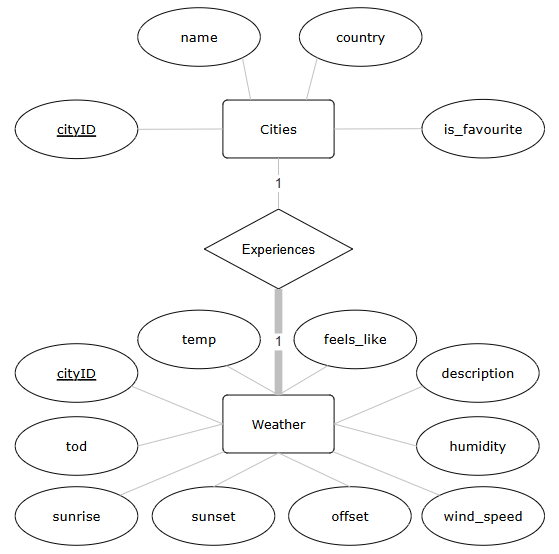 name
country
cityID
Cities
is_favourite
1
Experiences
temp
1
feels_like
cityID
description
Weather
tod
humidity
sunrise
sunset
offset
wind_speed